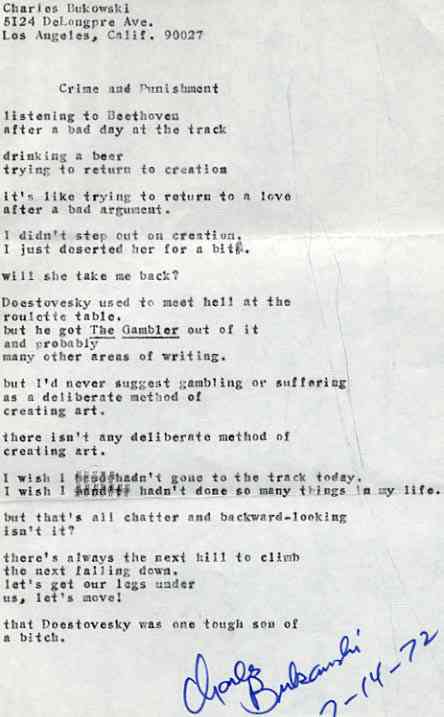 Charles Bukowski
5124 DeLongpre Ave.
Los Angeles, Calif. 90027
Crime and Punishment
listening to Beethoven
after a bad day at the track
drinking a beer
trying to return to creation
it's like trying to return to a love
after a bad argument.
I didn't step out on creation.
I just deserted her for a bit.
will she take me back?
Doestovesky used to meet hell at the
roulette table.
but he got The Gambler out of it
and probably
many other areas of writing.
but I'd never suggest gambling or suffering
as a deliberate method of
creating art.
there isn't any deliberate method of
creating art.
I wish I hadn't gone to the track today.
I wish I hadn't done so many things in my life.
but that's all chatter and backward-looking
isn't it?
there's always the next hill to climb
the next falling down.
let's get our legs under
us, let's move!
that Doestovesky was one tough son of
a bitch.
Charles Bukowski
-14-72